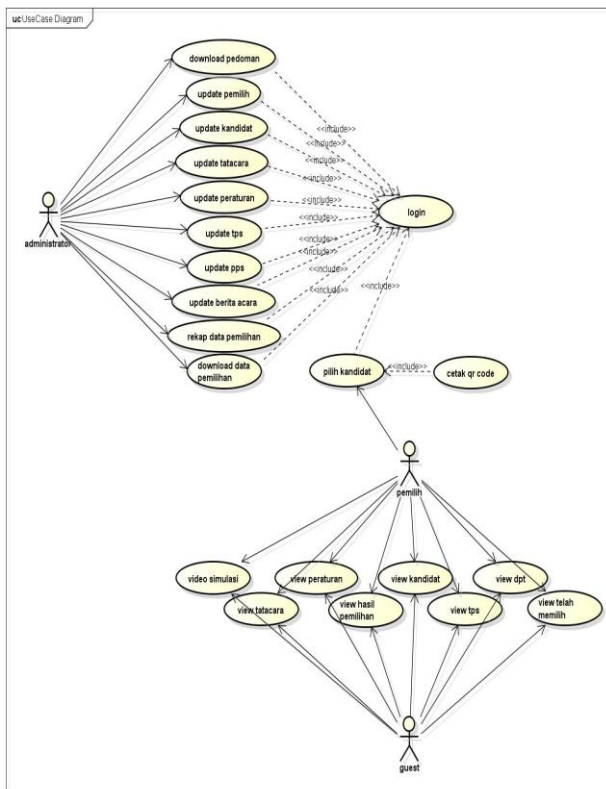 uc UseCase Diagram
download pedoman
update pemilih
<<include>>
update kandidat
<<include>>
<<include>>
update tatacara
<<include>>
<<include>>
update peraturan
<<include>>
login
administrator
update tps
<<include>>
<<include>>
update pps
<<include>>
<<include>>
update berita acara
<<include>>
<<include>>
rekap data pemilihan
download data
pemilihan
pilih kandidat
<<include>>
cetak qr code
pemilih
video simulasi
view peraturan
view kandidat
view dpt
view tatacara
view hasil
pemilihan
view tps
view telah
memilih
guest